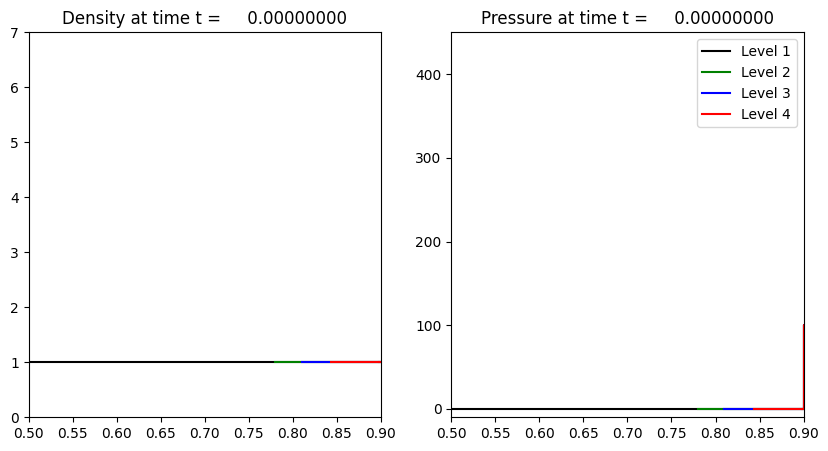 Density at time t = 0.00000000
7
6
5
4
3
2
1
0
0.50 0.55 0.60 0.65 0.70 0.75 0.80 0.85 0.90
Pressure at time t = 0.00000000
Level 1
Level 2
Level 3
Level 4
400
300
200
100
0
0.50 0.55 0.60 0.65 0.70 0.75 0.80 0.85 0.90